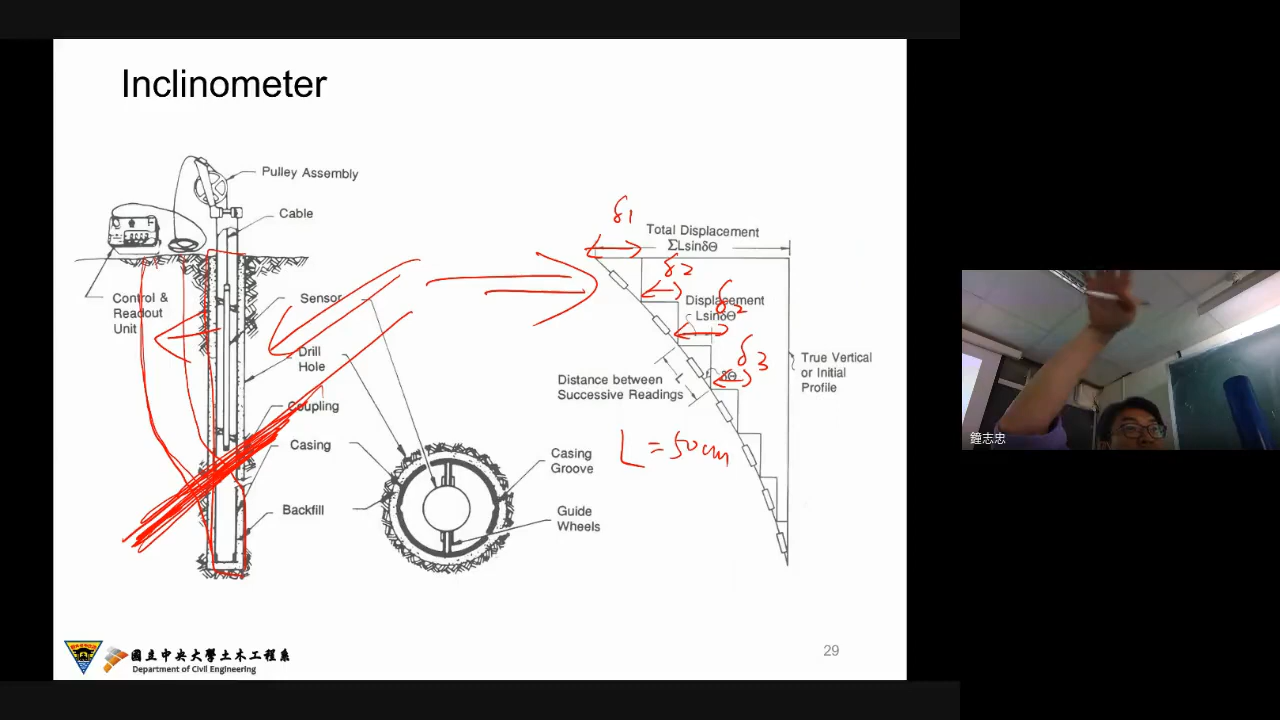 Inclinometer
Pulley Assembly
Cable
Control &
Readout
Unit
Sensor
Drill
Hole
Coupling
Casing
Backfill
Casing
Groove
Guide
Wheels
δ1
Total Displacement
ΣLsinδΘ
δ2
Displacement
LsinδΘ
δ2
δ3
δΘ
Distance between
Successive Readings
L = 50cm
True Vertical
or Initial
Profile
鐘志忠
國立中央大學土木工程系
Department of Civil Engineering
29